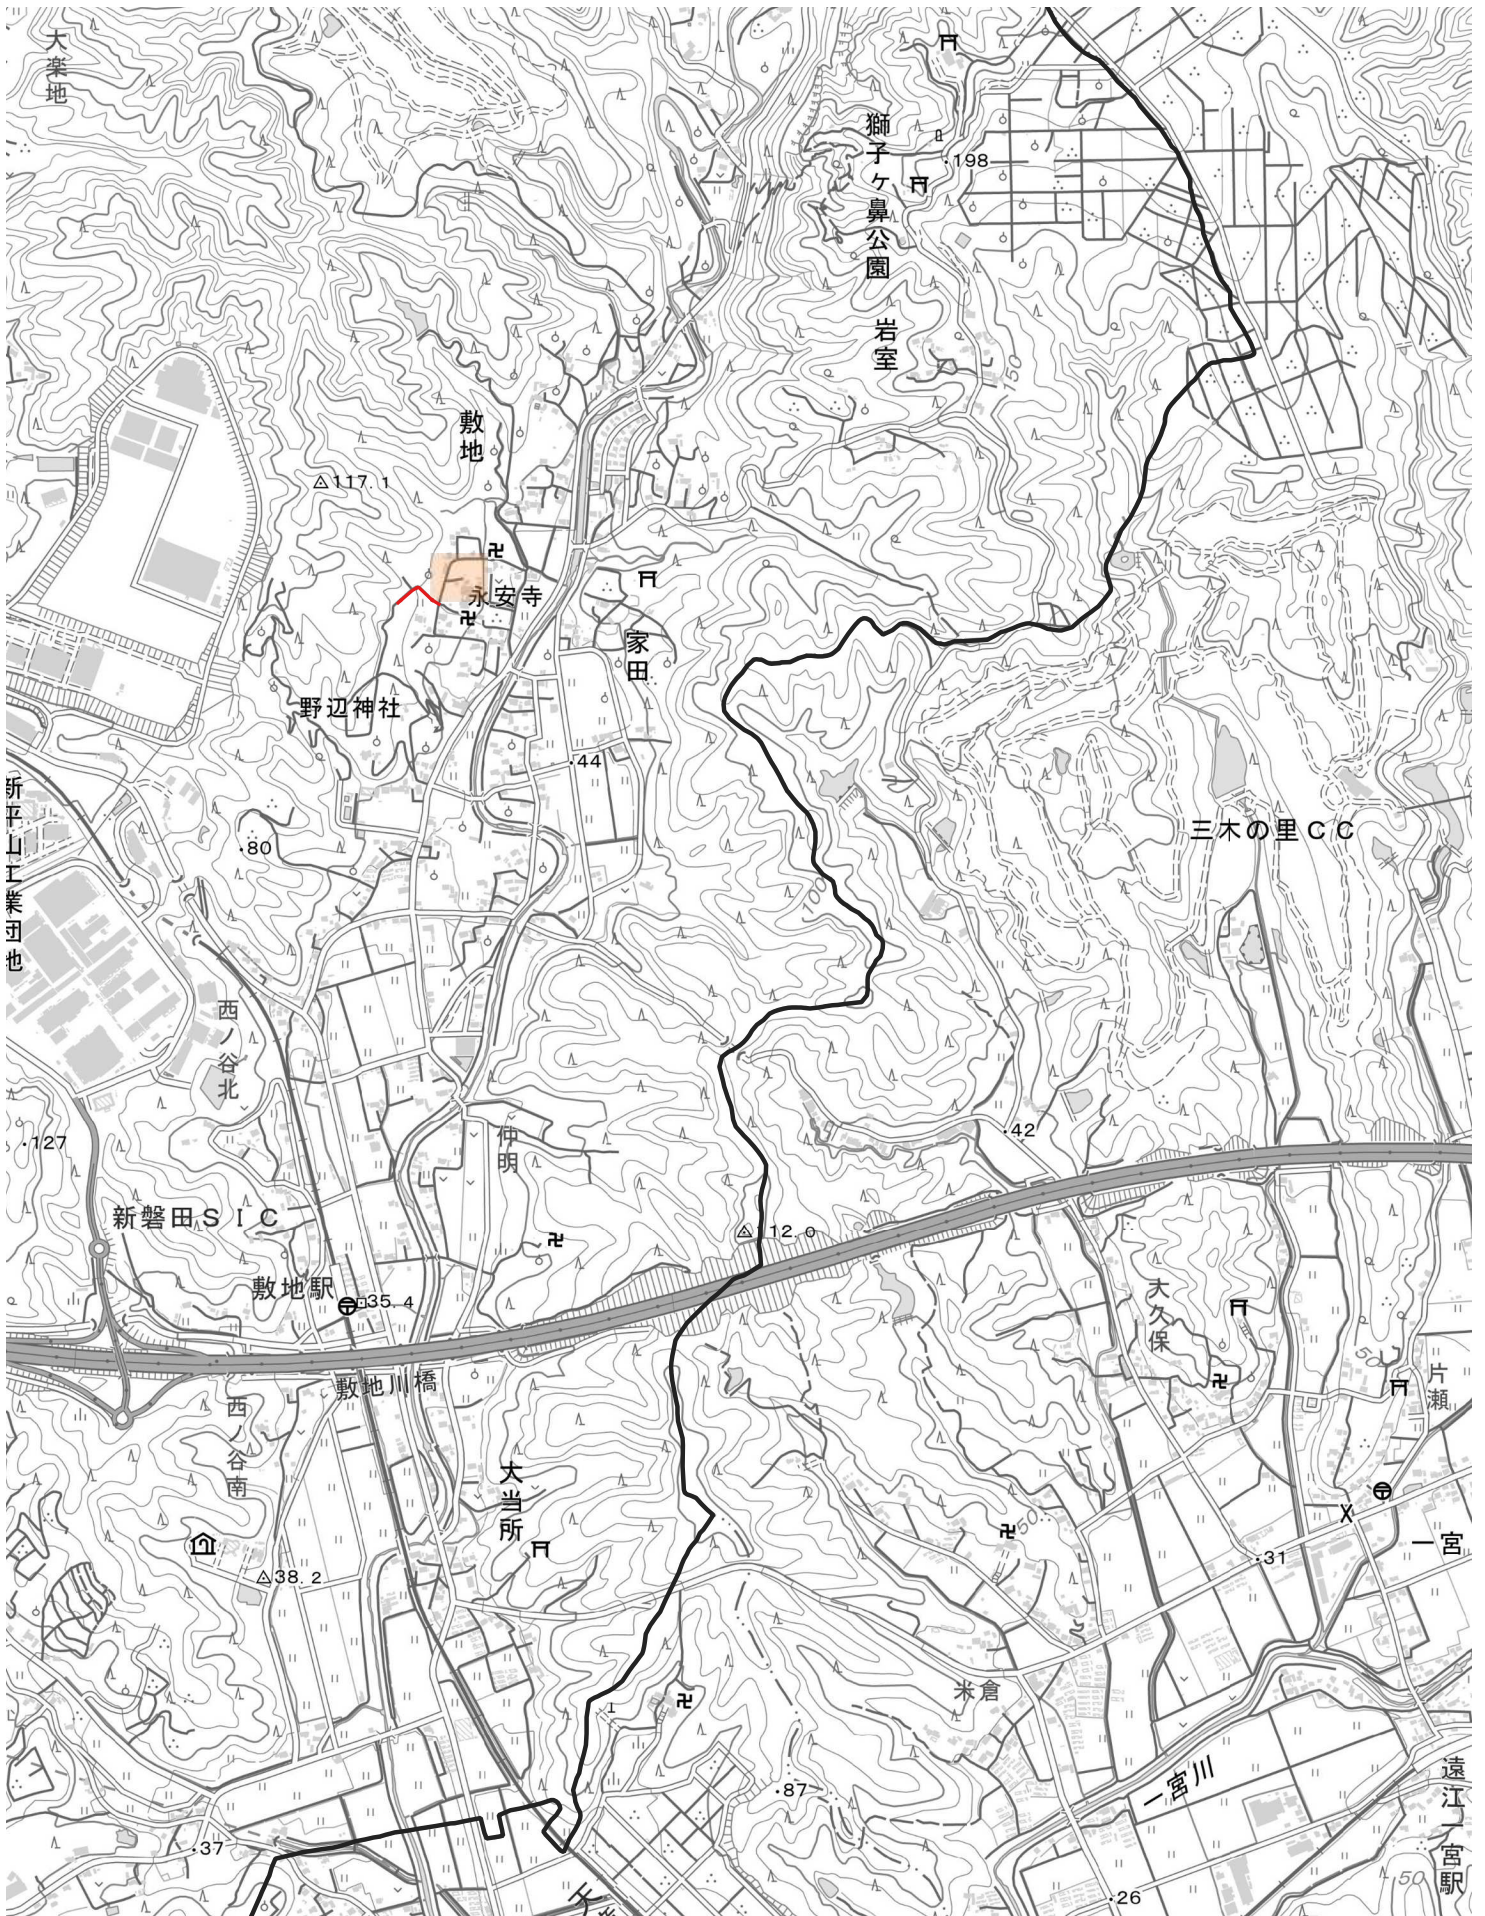 大楽地
獅子ヶ鼻公園
198
岩室
150
敷地
117.1
永安寺
家田
野辺神社
44
新平山工業団地
80
三木の里CC
100
西ノ谷北
127
42
仲明
新磐田SIC
112.0
敷地駅
35.4
大久保
50
片瀬
敷地川橋
西ノ谷南
大当所
50
一宮
31
38.2
米倉
87
一宮川
遠江一宮駅
37
50
26
天